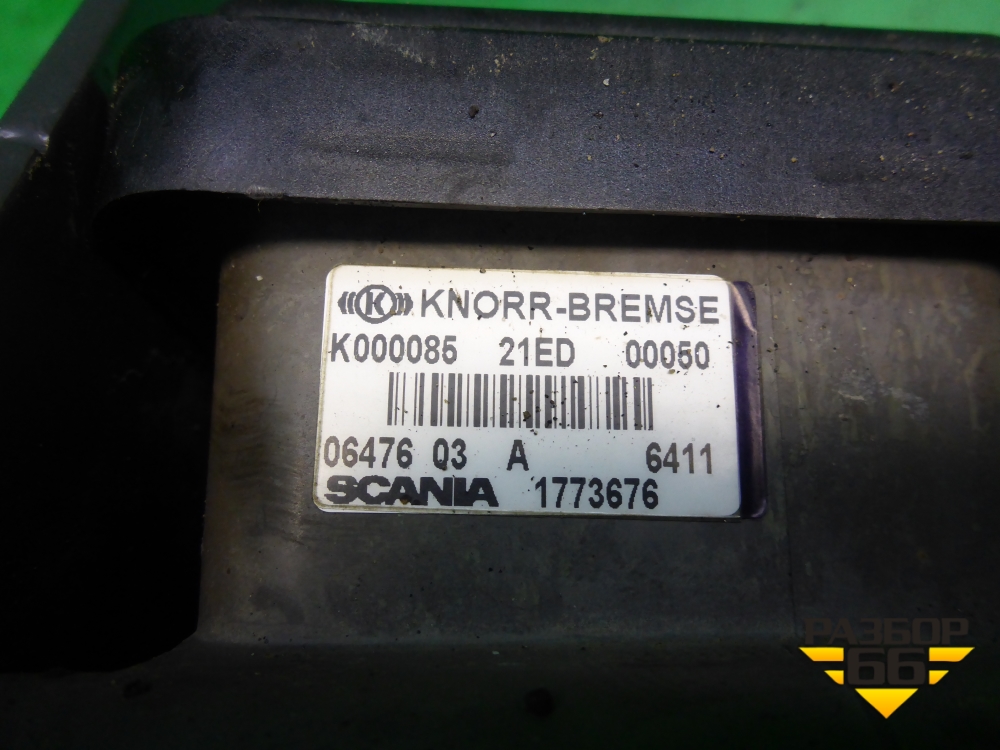 K KNORR-BREMSE
K000085 21ED 00050
06476 Q3 A 6411
SCANIA 1773676
РАЗБОР
66